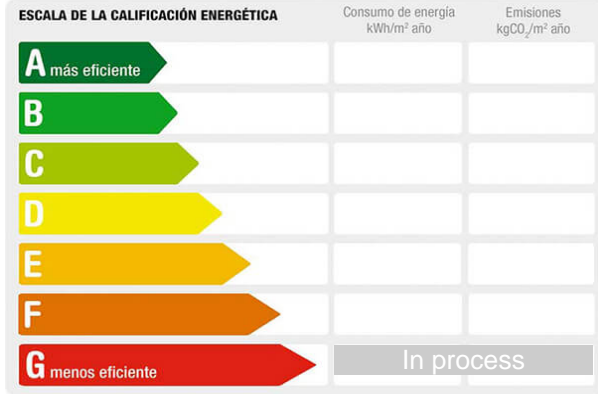 ESCALA DE LA CALIFICACIÓN ENERGÉTICA
Consumo de energía
kWh/m² año
Emisiones
kgCO₂/m² año
A más eficiente
B
C
D
E
F
G menos eficiente
In process